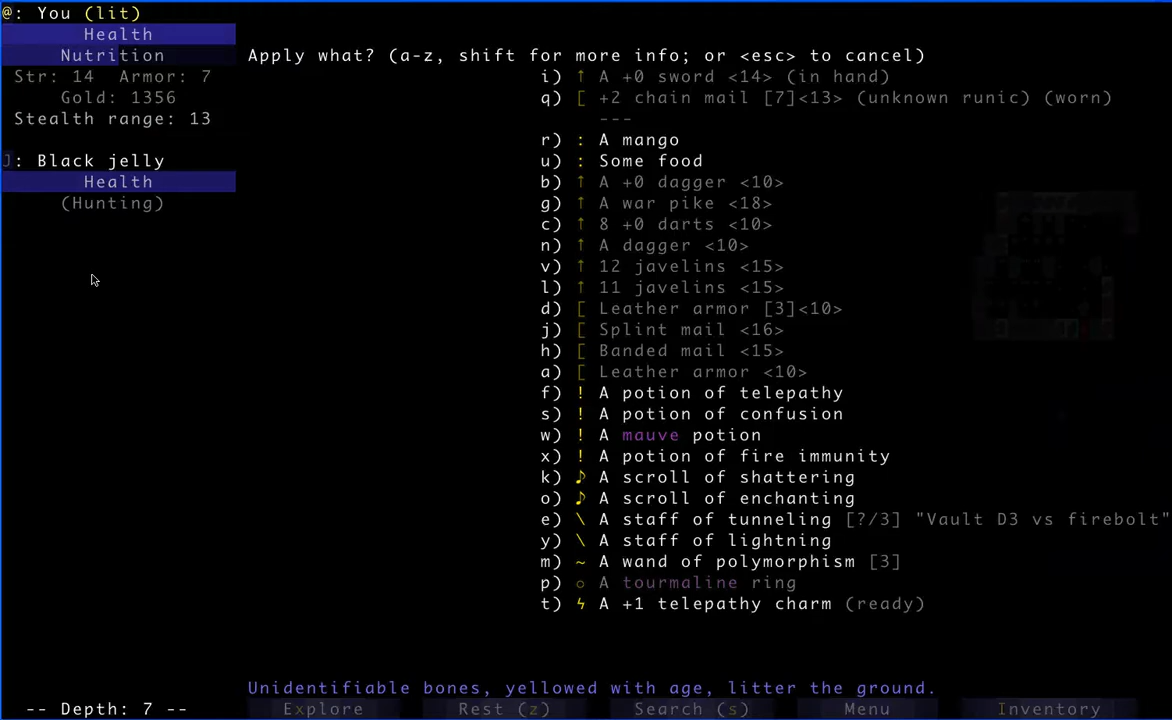 @: You (lit)
Health
Nutrition
Str: 14 Armor: 7
Gold: 1356
Stealth range: 13
J: Black jelly
Health
(Hunting)
Apply what? (a-z, shift for more info; or <esc> to cancel)
i) ↑ A +0 sword <14> (in hand)
q) [ +2 chain mail [7]<13> (unknown runic) (worn)
---
r) : A mango
u) : Some food
b) ↑ A +0 dagger <10>
g) ↑ A war pike <18>
c) ↑ 8 +0 darts <10>
n) ↑ A dagger <10>
v) ↑ 12 javelins <15>
l) ↑ 11 javelins <15>
d) [ Leather armor [3]<10>
j) [ Splint mail <16>
h) [ Banded mail <15>
a) [ Leather armor <10>
f) ! A potion of telepathy
s) ! A potion of confusion
w) ! A mauve potion
x) ! A potion of fire immunity
k) ♪ A scroll of shattering
o) ♪ A scroll of enchanting
e) \ A staff of tunneling [?/3] "Vault D3 vs firebolt"
y) \ A staff of lightning
m) ~ A wand of polymorphism [3]
p) ○ A tourmaline ring
t) ϟ A +1 telepathy charm (ready)
Unidentifiable bones, yellowed with age, litter the ground.
-- Depth: 7 --
Explore
Rest (z)
Search (s)
Menu
Inventory